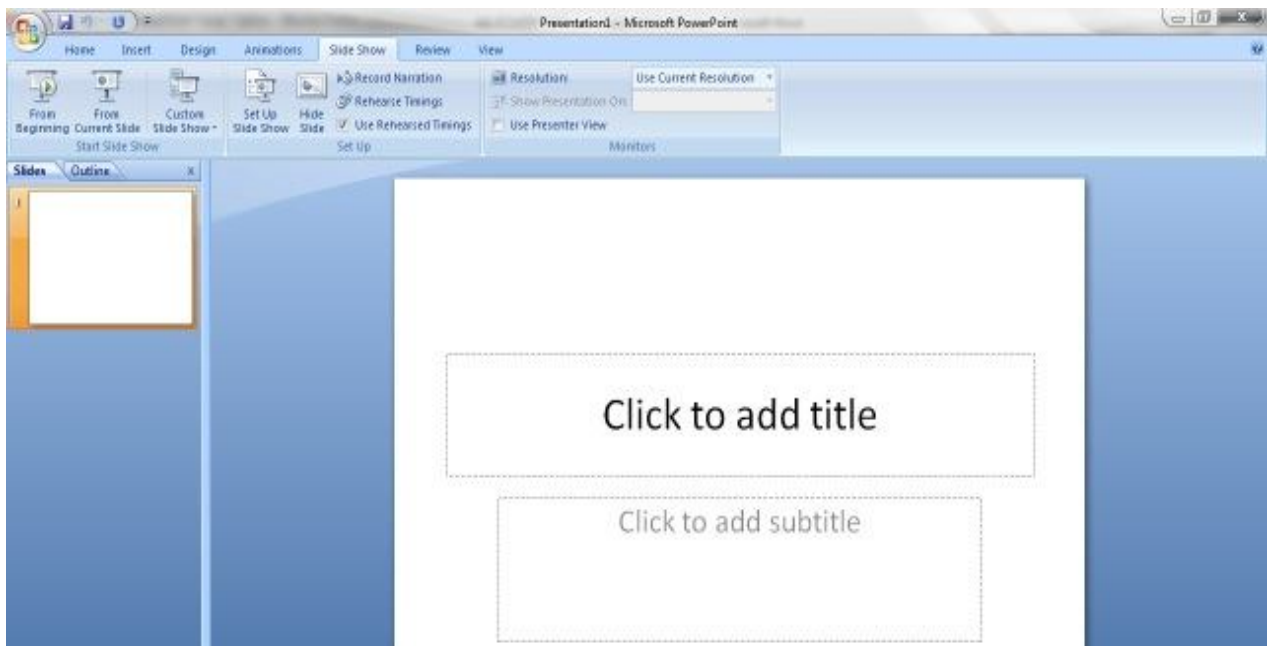 Presentation1 - Microsoft PowerPoint
Home Insert Design Animations Slide Show Review View
From Beginning
From Current Slide
Custom Slide Show
Start Slide Show
Set Up Slide Show
Hide Slide
Record Narration
Rehearse Timings
Use Rehearsed Timings
Set Up
Resolution: Use Current Resolution
Show Presentation On:
Use Presenter View
Monitors
Slides Outline x
1
Click to add title
Click to add subtitle